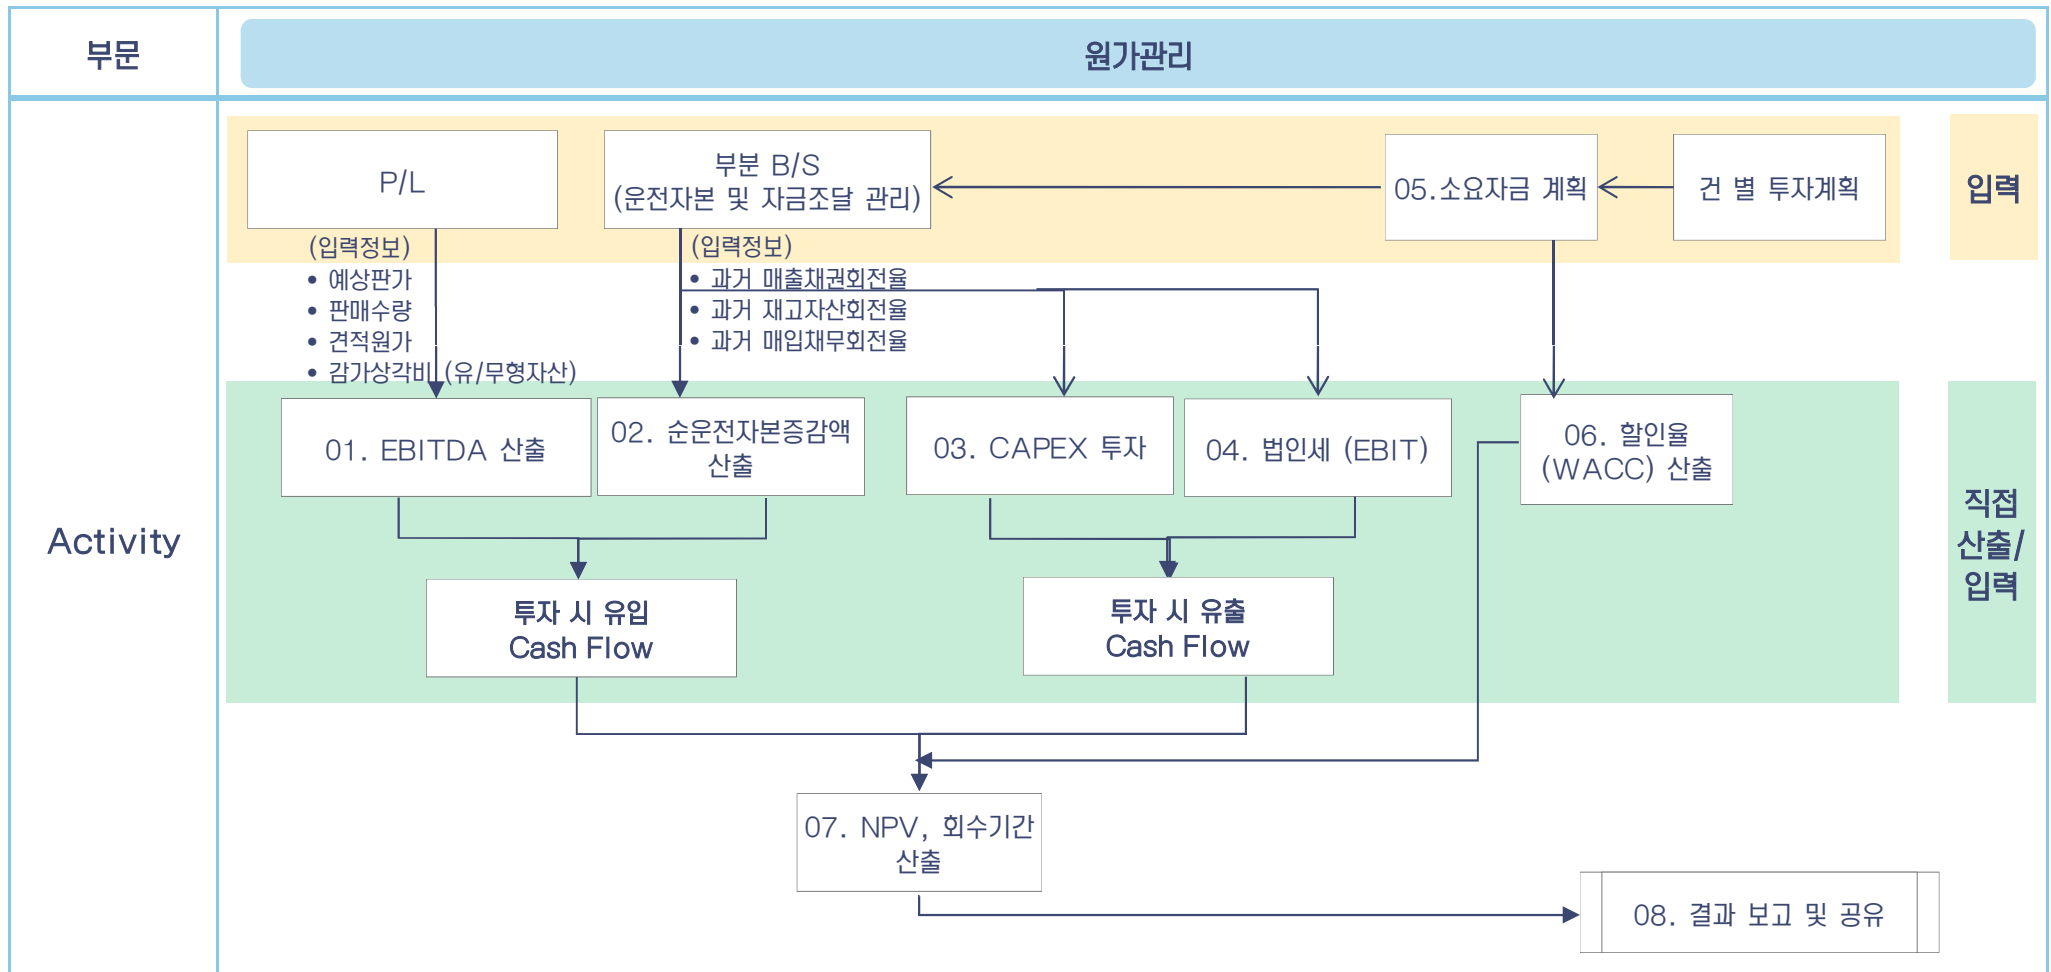 부문
원가관리
P/L
부분 B/S
(운전자본 및 자금조달 관리)
05.소요자금 계획
건 별 투자계획
입력
(입력정보)
• 예상판가
• 판매수량
• 견적원가
• 감가상각비 (유/무형자산)
(입력정보)
• 과거 매출채권회전율
• 과거 재고자산회전율
• 과거 매입채무회전율
Activity
01. EBITDA 산출
02. 순운전자본증감액
산출
03. CAPEX 투자
04. 법인세 (EBIT)
06. 할인율
(WACC) 산출
직접
산출/
입력
투자 시 유입
Cash Flow
투자 시 유출
Cash Flow
07. NPV, 회수기간
산출
08. 결과 보고 및 공유